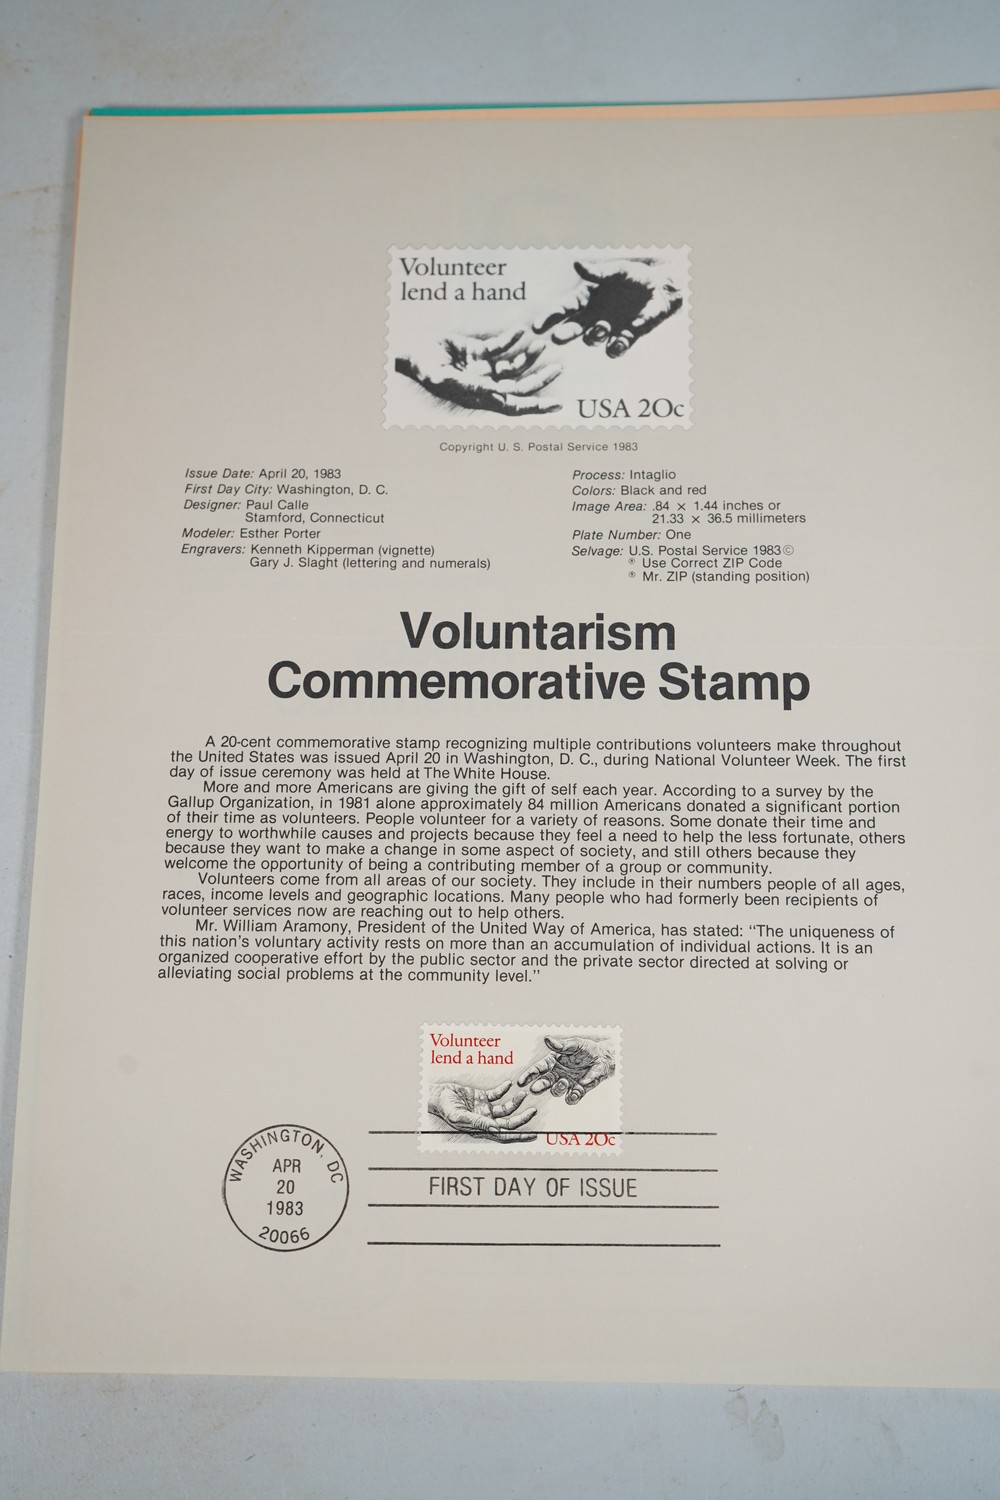 Volunteer
lend a hand
USA 20c
Copyright U. S. Postal Service 1983
Issue Date: April 20, 1983
First Day City: Washington, D. C.
Designer: Paul Calle
Stamford, Connecticut
Modeler: Esther Porter
Engravers: Kenneth Kipperman (vignette)
Gary J. Slaght (lettering and numerals)
Process: Intaglio
Colors: Black and red
Image Area: .84 × 1.44 inches or
21.33 × 36.5 millimeters
Plate Number: One
Selvage: U.S. Postal Service 1983©
® Use Correct ZIP Code
® Mr. ZIP (standing position)
Voluntarism
Commemorative Stamp
A 20-cent commemorative stamp recognizing multiple contributions volunteers make throughout
the United States was issued April 20 in Washington, D. C., during National Volunteer Week. The first
day of issue ceremony was held at The White House.
More and more Americans are giving the gift of self each year. According to a survey by the
Gallup Organization, in 1981 alone approximately 84 million Americans donated a significant portion
of their time as volunteers. People volunteer for a variety of reasons. Some donate their time and
energy to worthwhile causes and projects because they feel a need to help the less fortunate, others
because they want to make a change in some aspect of society, and still others because they
welcome the opportunity of being a contributing member of a group or community.
Volunteers come from all areas of our society. They include in their numbers people of all ages,
races, income levels and geographic locations. Many people who had formerly been recipients of
volunteer services now are reaching out to help others.
Mr. William Aramony, President of the United Way of America, has stated: “The uniqueness of
this nation’s voluntary activity rests on more than an accumulation of individual actions. It is an
organized cooperative effort by the public sector and the private sector directed at solving or
alleviating social problems at the community level.”
Volunteer
lend a hand
USA 20c
WASHINGTON, DC
APR
20
1983
20066
FIRST DAY OF ISSUE